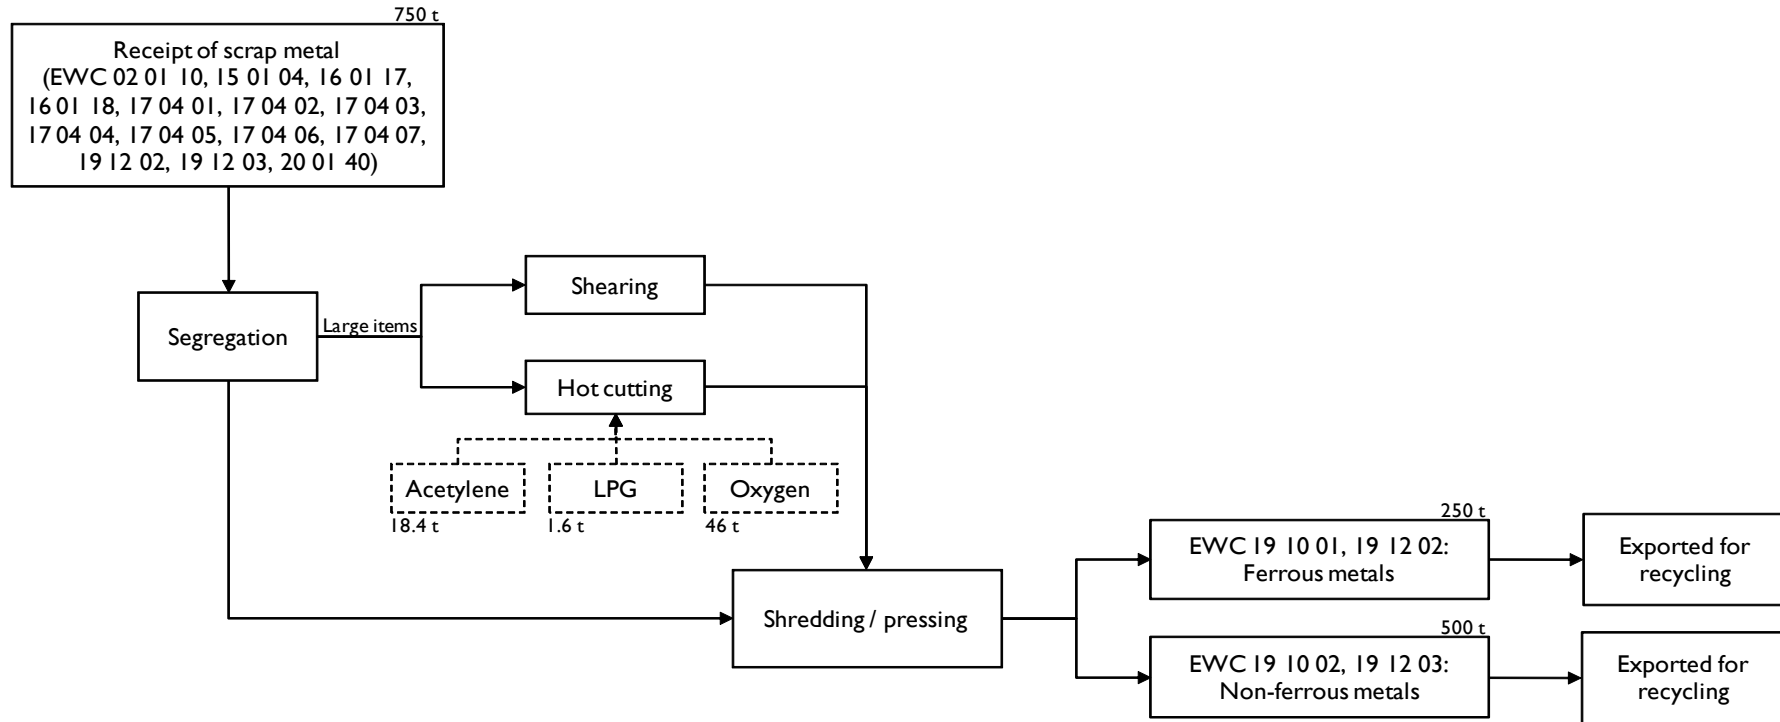 750 t
Receipt of scrap metal
(EWC 02 01 10, 15 01 04, 16 01 17,
16 01 18, 17 04 01, 17 04 02, 17 04 03,
17 04 04, 17 04 05, 17 04 06, 17 04 07,
19 12 02, 19 12 03, 20 01 40)
Segregation
Large items
Shearing
Hot cutting
Acetylene
18.4 t
LPG
1.6 t
Oxygen
46 t
Shredding / pressing
250 t
EWC 19 10 01, 19 12 02:
Ferrous metals
Exported for
recycling
500 t
EWC 19 10 02, 19 12 03:
Non-ferrous metals
Exported for
recycling